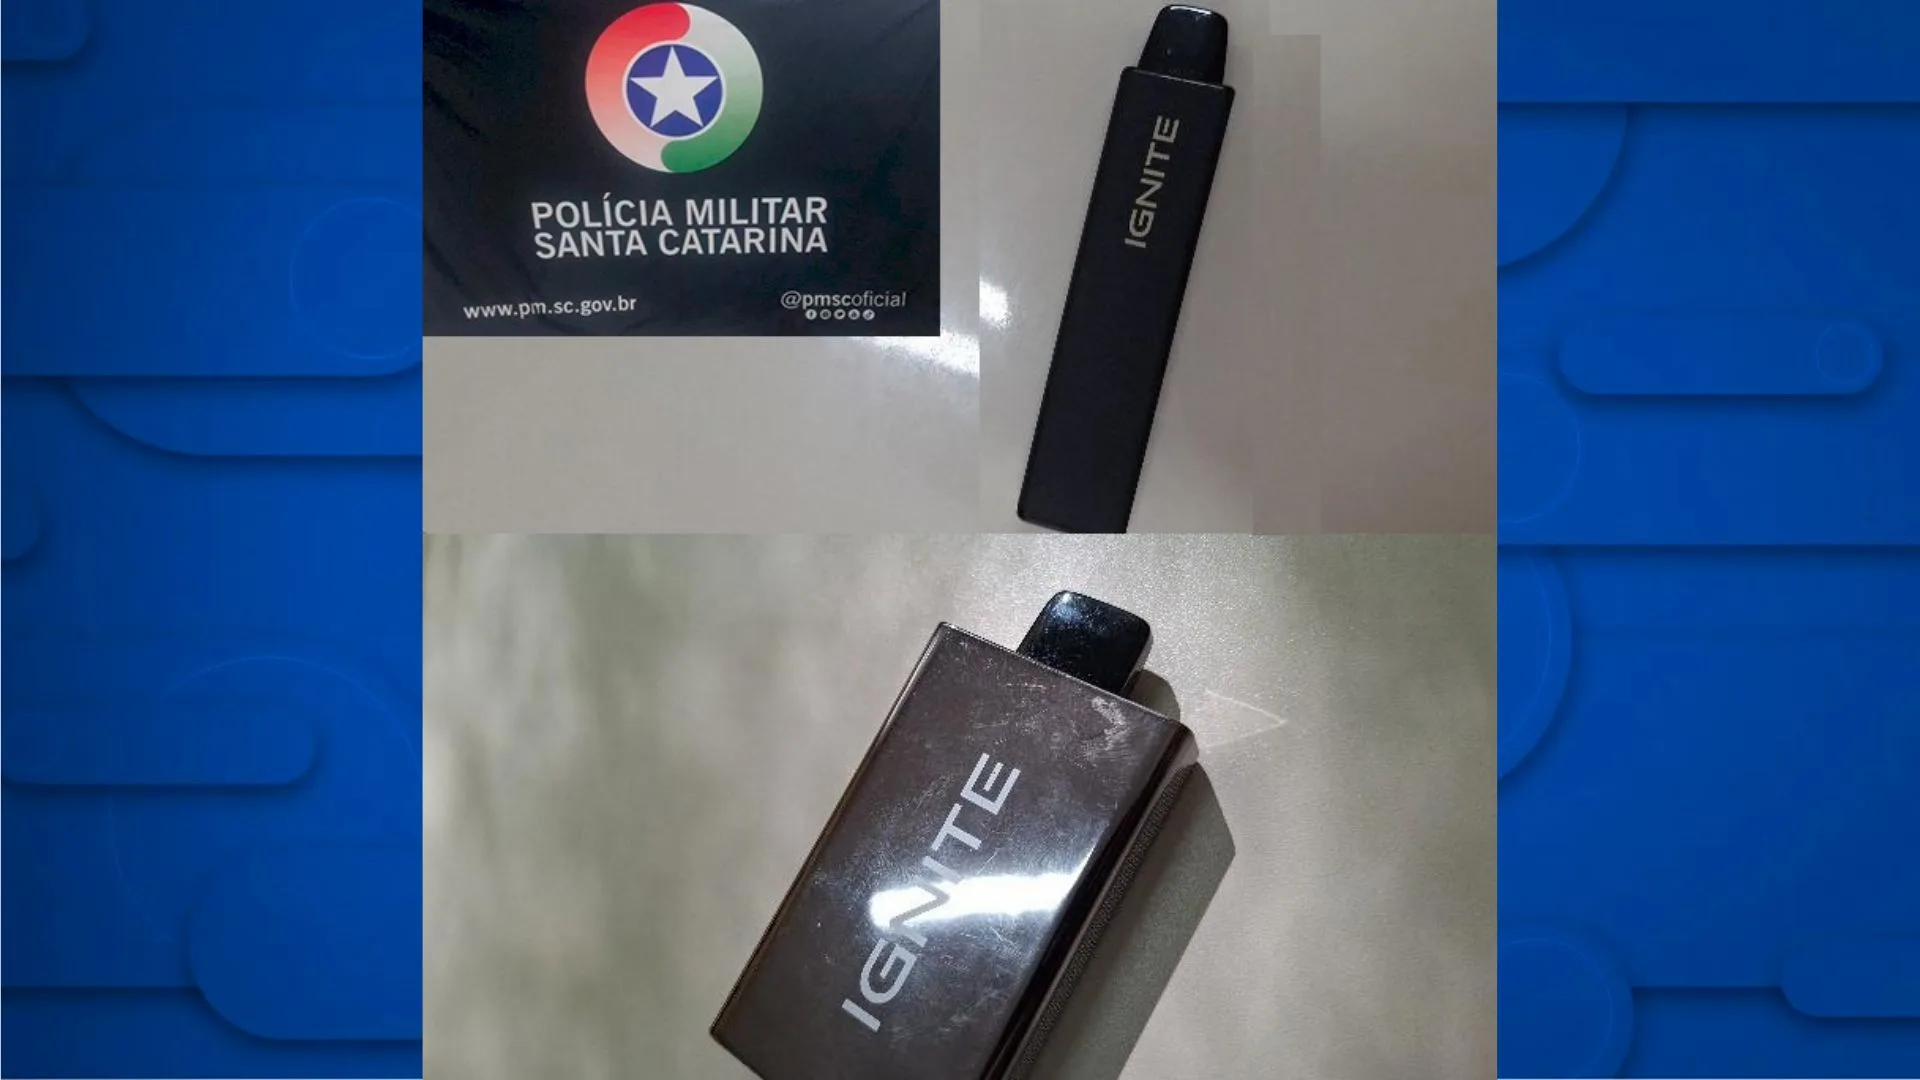 POLÍCIA MILITAR
SANTA CATARINA
www.pm.sc.gov.br
@pmscoficial
IGNITE
IGNITE